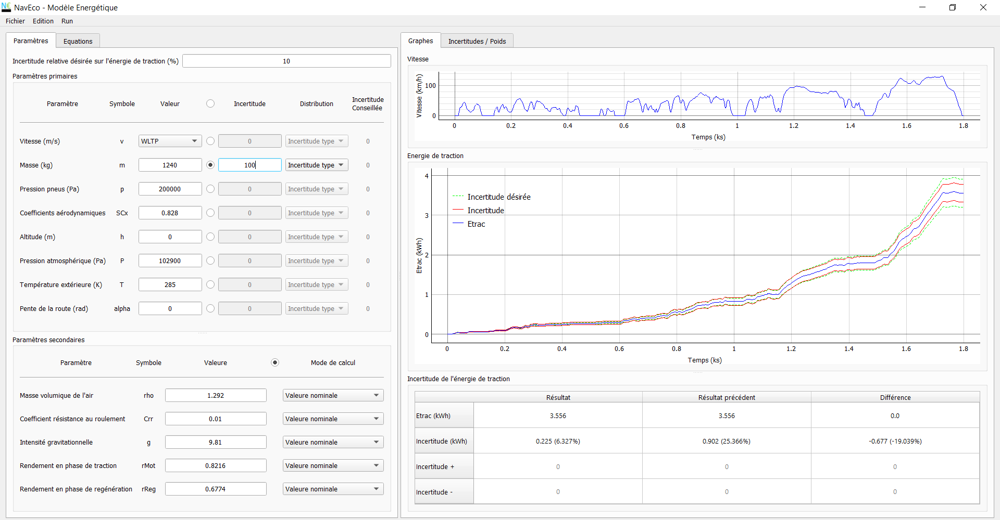 N€ NavEco - Modèle Energétique
Fichier Edition Run
Paramètres Equations
Incertitude relative désirée sur l'énergie de traction (%) 10
Paramètres primaires
Paramètre Symbole Valeur Incertitude Distribution Incertitude Conseillée
Vitesse (m/s) v WLTP 0 Incertitude type 0
Masse (kg) m 1240 100 Incertitude type 0
Pression pneus (Pa) p 200000 0 Incertitude type 0
Coefficients aérodynamiques SCx 0.828 0 Incertitude type 0
Altitude (m) h 0 0 Incertitude type 0
Pression atmosphérique (Pa) P 102900 0 Incertitude type 0
Température extérieure (K) T 285 0 Incertitude type 0
Pente de la route (rad) alpha 0 0 Incertitude type 0
Paramètres secondaires
Paramètre Symbole Valeure Mode de calcul
Masse volumique de l'air rho 1.292 Valeure nominale
Coefficient résistance au roulement Crr 0.01 Valeure nominale
Intensité gravitationnelle g 9.81 Valeure nominale
Rendement en phase de traction rMot 0.8216 Valeure nominale
Rendement en phase de regénération rReg 0.6774 Valeure nominale
Graphes Incertitudes / Poids
Vitesse
Vitesse (km/h)
100
0
0 0.2 0.4 0.6 0.8 1 1.2 1.4 1.6 1.8
Temps (ks)
Energie de traction
Etrac (kWh)
4
3
2
1
0
Incertitude désirée
Incertitude
Etrac
0 0.2 0.4 0.6 0.8 1 1.2 1.4 1.6 1.8
Temps (ks)
Incertitude de l'énergie de traction
Résultat Résultat précédent Différence
Etrac (kWh) 3.556 3.556 0.0
Incertitude (kWh) 0.225 (6.327%) 0.902 (25.366%) -0.677 (-19.039%)
Incertitude + 0 0 0
Incertitude - 0 0 0